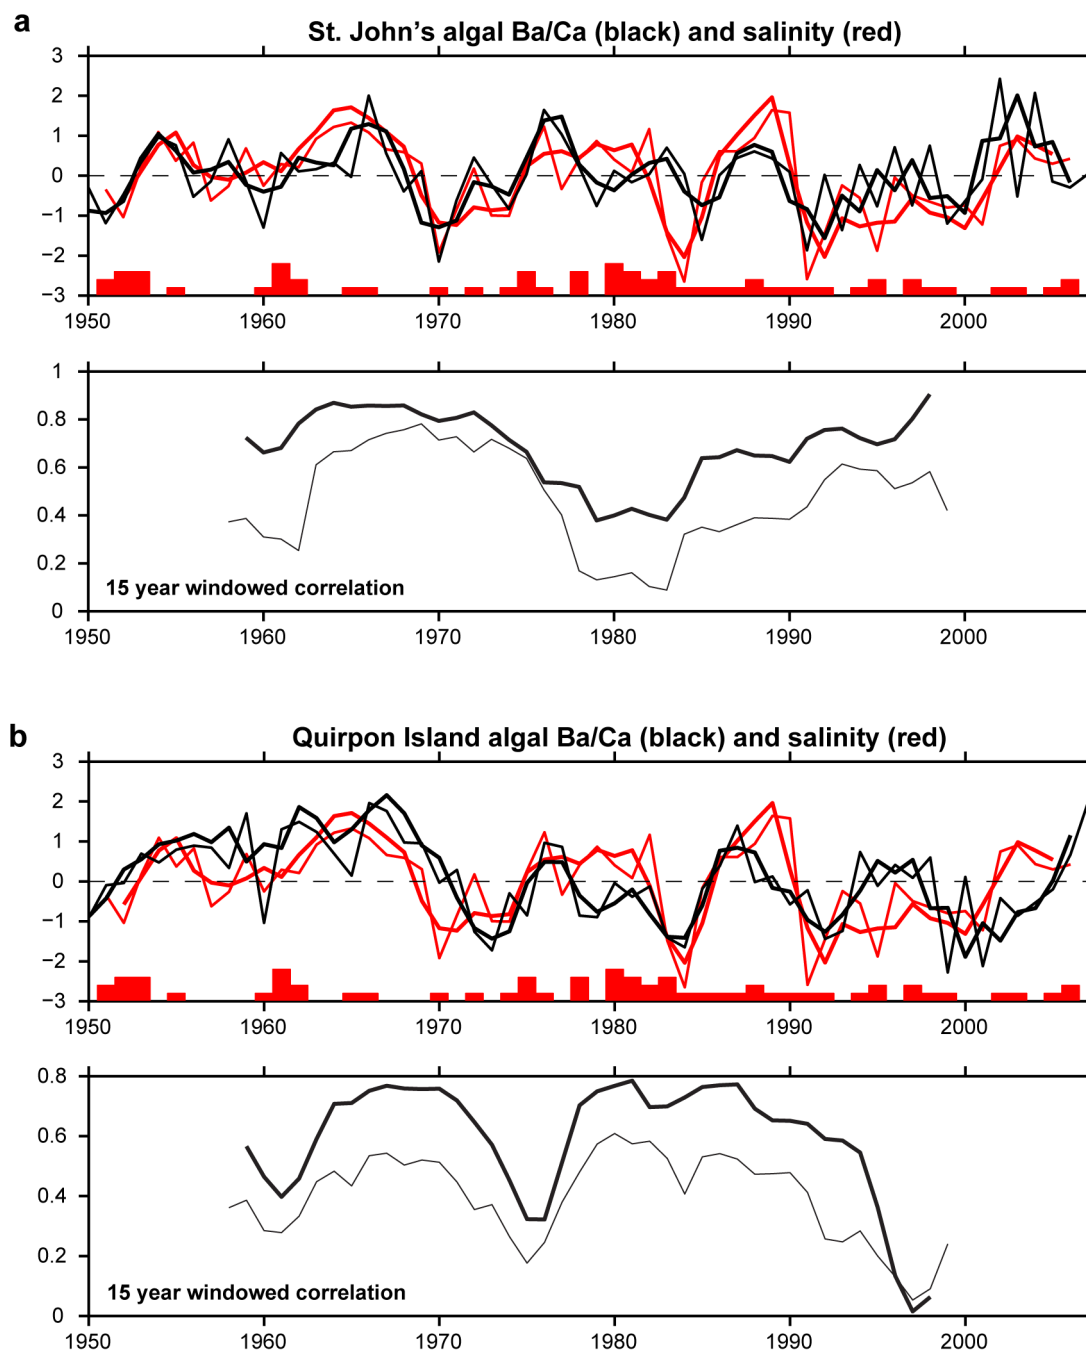 a
St. John’s algal Ba/Ca (black) and salinity (red)
3
2
1
0
−1
−2
−3
1950 1960 1970 1980 1990 2000
1
0.8
0.6
0.4
0.2
0
15 year windowed correlation
1950 1960 1970 1980 1990 2000
b
Quirpon Island algal Ba/Ca (black) and salinity (red)
3
2
1
0
−1
−2
−3
1950 1960 1970 1980 1990 2000
0.8
0.6
0.4
0.2
0
15 year windowed correlation
1950 1960 1970 1980 1990 2000